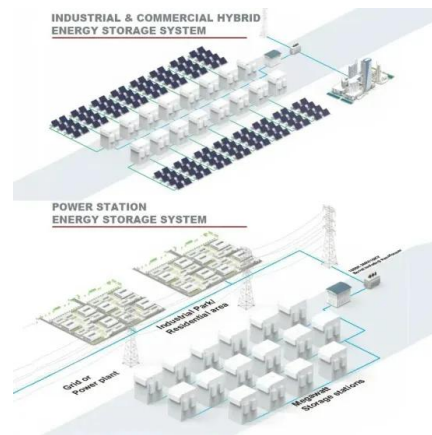 INDUSTRIAL & COMMERCIAL HYBRID
ENERGY STORAGE SYSTEM
POWER STATION
ENERGY STORAGE SYSTEM
Industrial Park/
Residential area
Grid or
Power plant
Megawatt
Storage stations